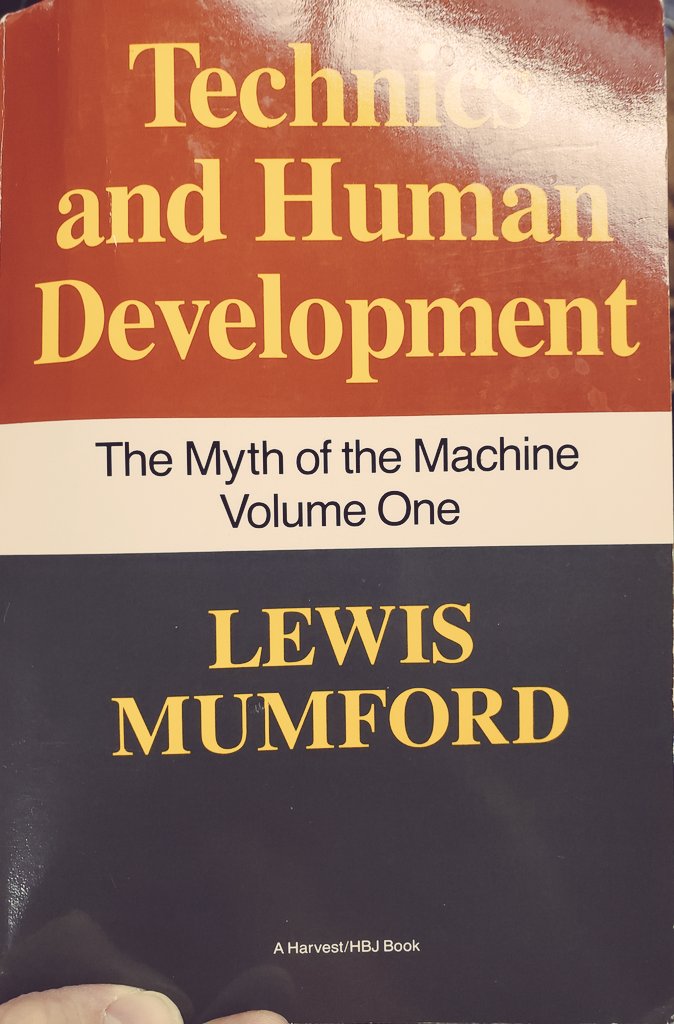 Technics
and Human
Development
The Myth of the Machine
Volume One
LEWIS
MUMFORD
A Harvest/HBJ Book